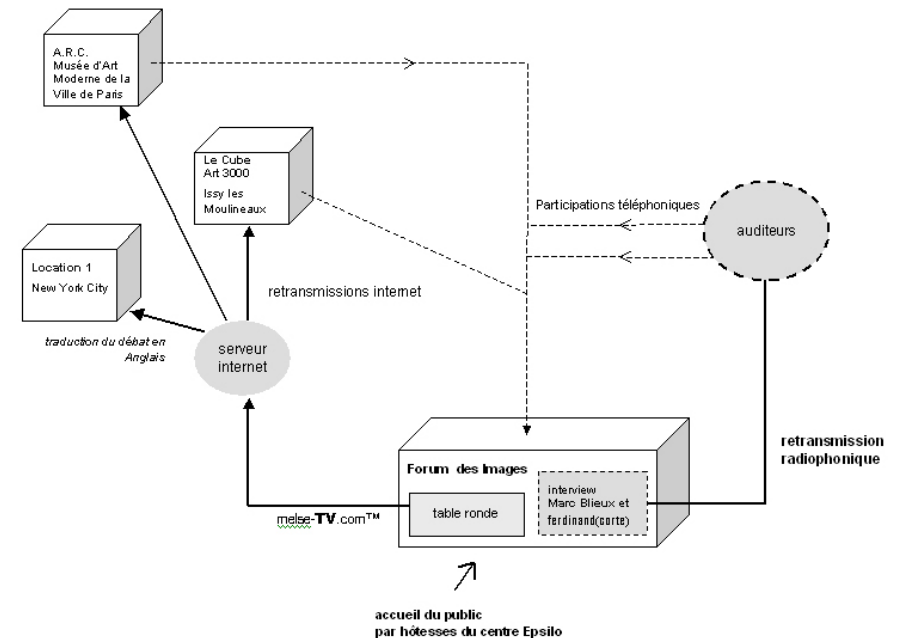 A.R.C.
Musée d'Art
Moderne de la
Ville de Paris
Le Cube
Art 3000
Issy les
Moulineaux
Participations téléphoniques
auditeurs
Location 1
New York City
retransmissions internet
traduction du débat en
Anglais
serveur
internet
retransmission
radiophonique
Forum des Images
interview
Marc Blieux et
ferdinand(corte)
table ronde
melse-TV.com™
accueil du public
par hôtesses du centre Epsilo